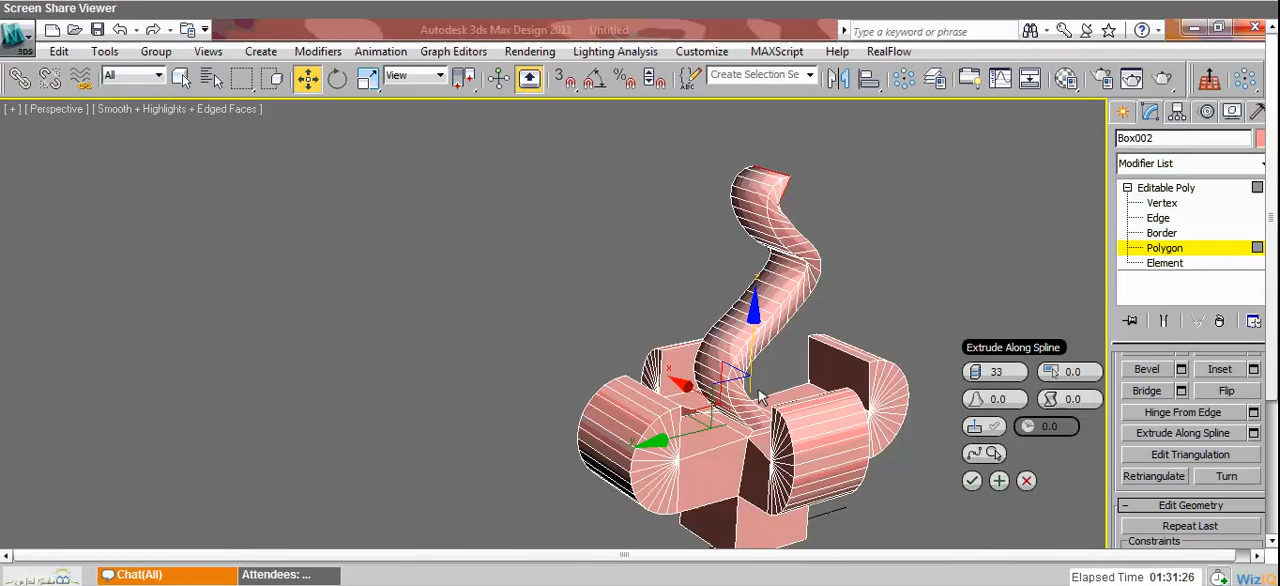 Screen Share Viewer
Autodesk 3ds Max Design 2011 Untitled
Type a keyword or phrase
3DS
Edit Tools Group Views Create Modifiers Animation Graph Editors Rendering Lighting Analysis Customize MAXScript Help RealFlow
All View 3 ABC Create Selection Se
[ + ] [ Perspective ] [ Smooth + Highlights + Edged Faces ]
Box002
Modifier List
Editable Poly
Vertex
Edge
Border
Polygon
Element
x
y
z
Extrude Along Spline
33 0.0
0.0 0.0
0.0
Bevel Inset
Bridge Flip
Hinge From Edge
Extrude Along Spline
Edit Triangulation
Retriangulate Turn
Edit Geometry
Repeat Last
Constraints
Chat(All) Attendees: ...
Elapsed Time 01:31:26
WizIQ